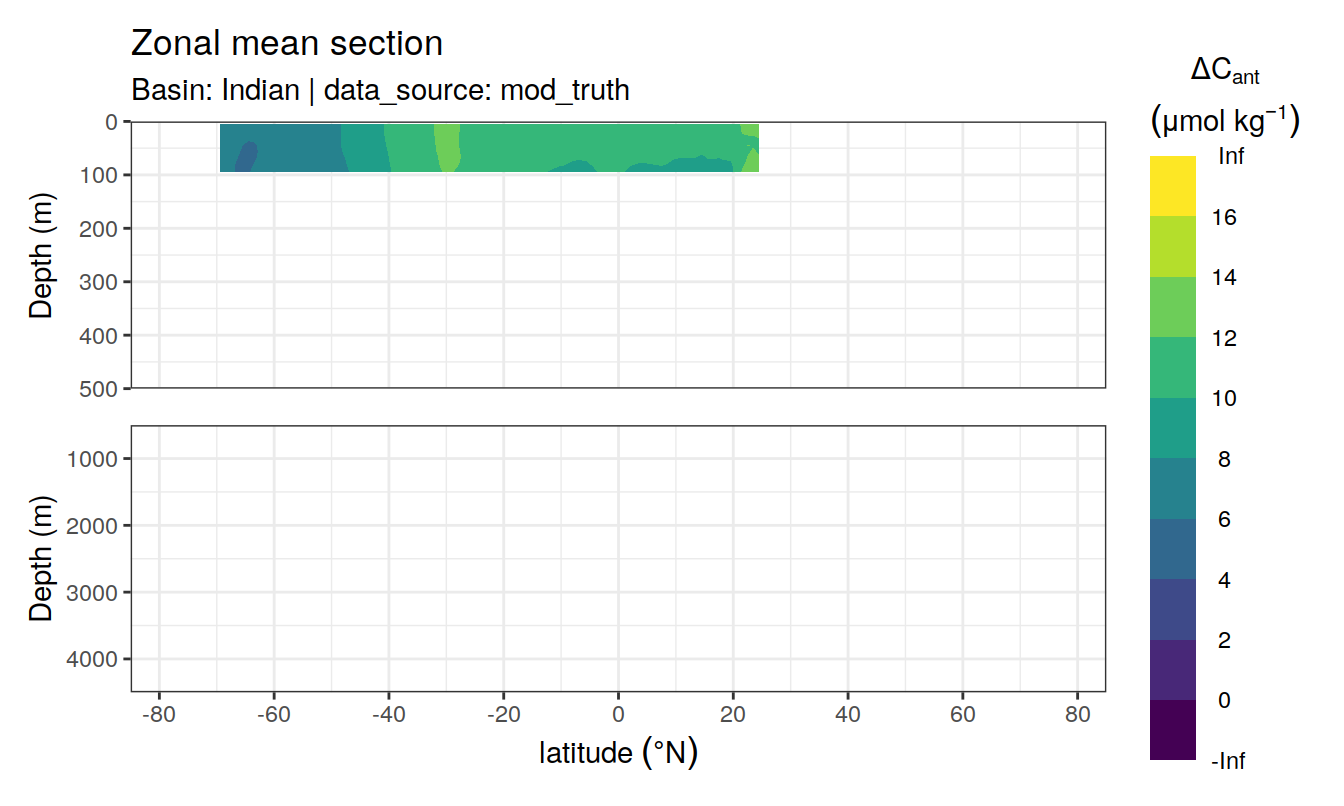 Zonal mean section
Basin: Indian | data_source: mod_truth
ΔCant
(μmol kg−1)
Inf
16
14
12
10
8
6
4
2
0
-Inf
Depth (m)
0
100
200
300
400
500
Depth (m)
1000
2000
3000
4000
-80 -60 -40 -20 0 20 40 60 80
latitude (°N)